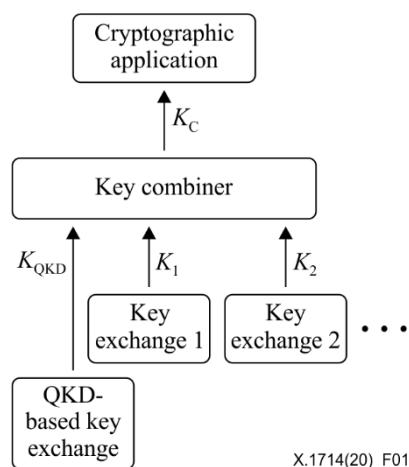 Cryptographic
application
K_C
Key combiner
K_QKD
K_1
K_2
Key
exchange 1
Key
exchange 2
• • •
QKD-
based key
exchange
X.1714(20)_F01